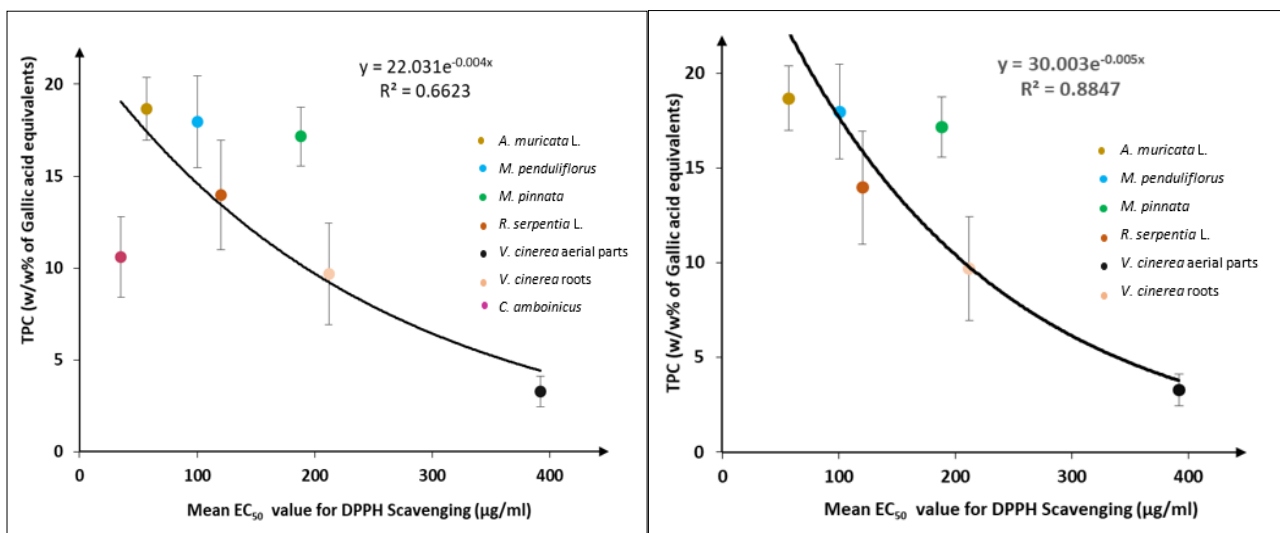 TPC (w/w% of Gallic acid equivalents)
y = 22.031e^-0.004x
R² = 0.6623
20
15
10
5
0
A. muricata L.
M. penduliflorus
M. pinnata
R. serpentia L.
V. cinerea aerial parts
V. cinerea roots
C. amboinicus
0 100 200 300 400
Mean EC₅₀ value for DPPH Scavenging (µg/ml)
TPC (w/w% of Gallic acid equivalents)
y = 30.003e^-0.005x
R² = 0.8847
20
15
10
5
0
A. muricata L.
M. penduliflorus
M. pinnata
R. serpentia L.
V. cinerea aerial parts
V. cinerea roots
0 100 200 300 400
Mean EC₅₀ value for DPPH Scavenging (µg/ml)